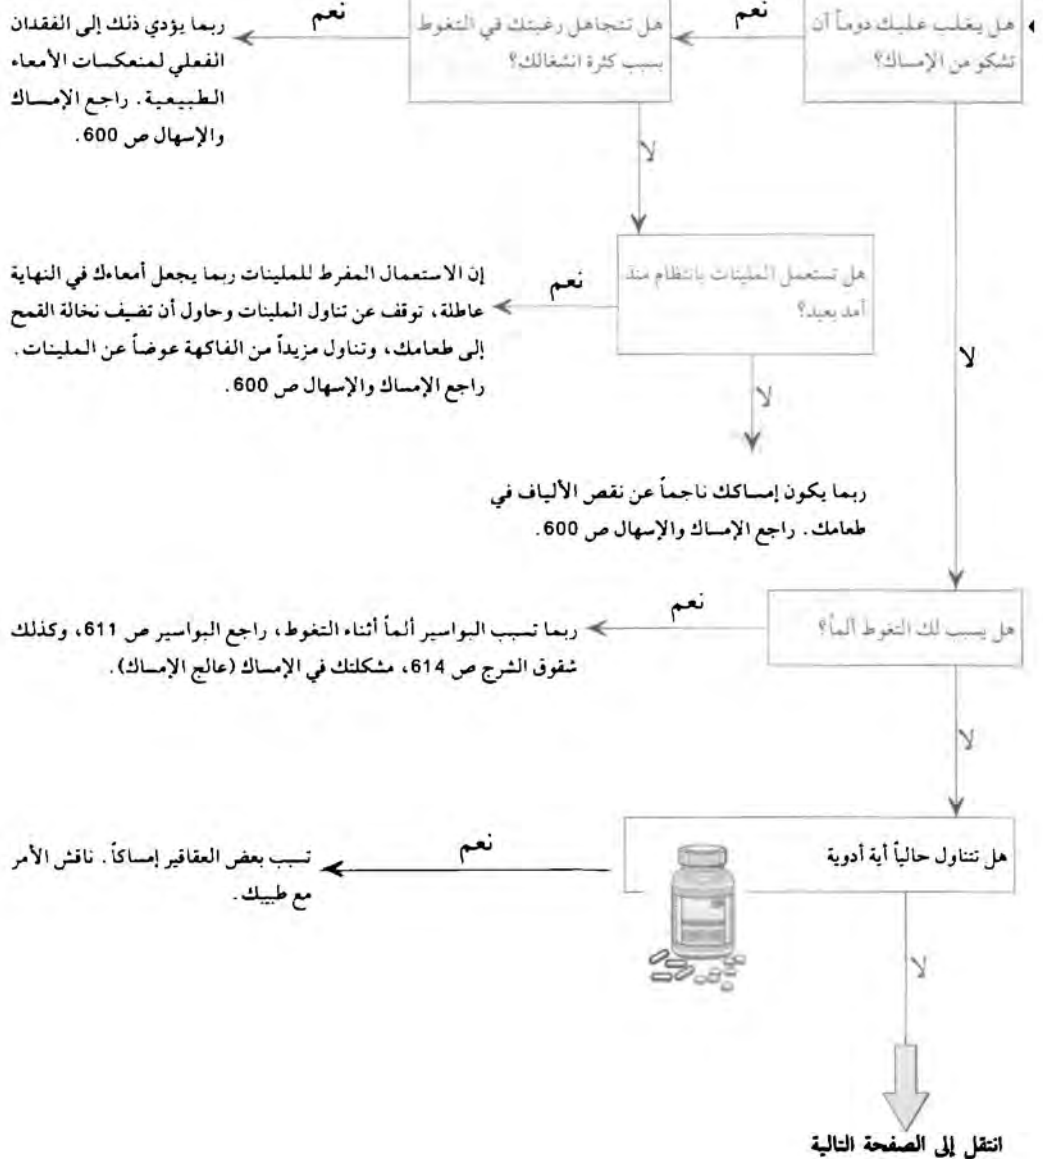 هل يغلب عليك دوماً أن
تشكو من الإمساك؟
نعم
هل تتجاهل رغبتك في التغوط
بسبب كثرة انشغالك؟
نعم
ربما يؤدي ذلك إلى الفقدان
الفعلي لمنعكسات الأمعاء
الطبيعية. راجع الإمساك
والإسهال ص 600.
لا
هل تستعمل الملينات بانتظام منذ
أمد بعيد؟
نعم
إن الاستعمال المفرط للملينات ربما يجعل أمعاءك في النهاية
عاطلة، توقف عن تناول الملينات وحاول أن تضيف نخالة القمح
إلى طعامك، وتناول مزيداً من الفاكهة عوضاً عن الملينات.
راجع الإمساك والإسهال ص 600.
لا
لا
ربما يكون إمساكك ناجماً عن نقص الألياف في
طعامك. راجع الإمساك والإسهال ص 600.
هل يسبب لك التغوط ألماً؟
نعم
ربما تسبب البواسير ألماً أثناء التغوط، راجع البواسير ص 611، وكذلك
شقوق الشرج ص 614، مشكلتك في الإمساك (عالج الإمساك).
لا
هل تتناول حالياً أية أدوية
نعم
تسبب بعض العقاقير إمساكاً. ناقش الأمر
مع طبيبك.
لا
انتقل إلى الصفحة التالية